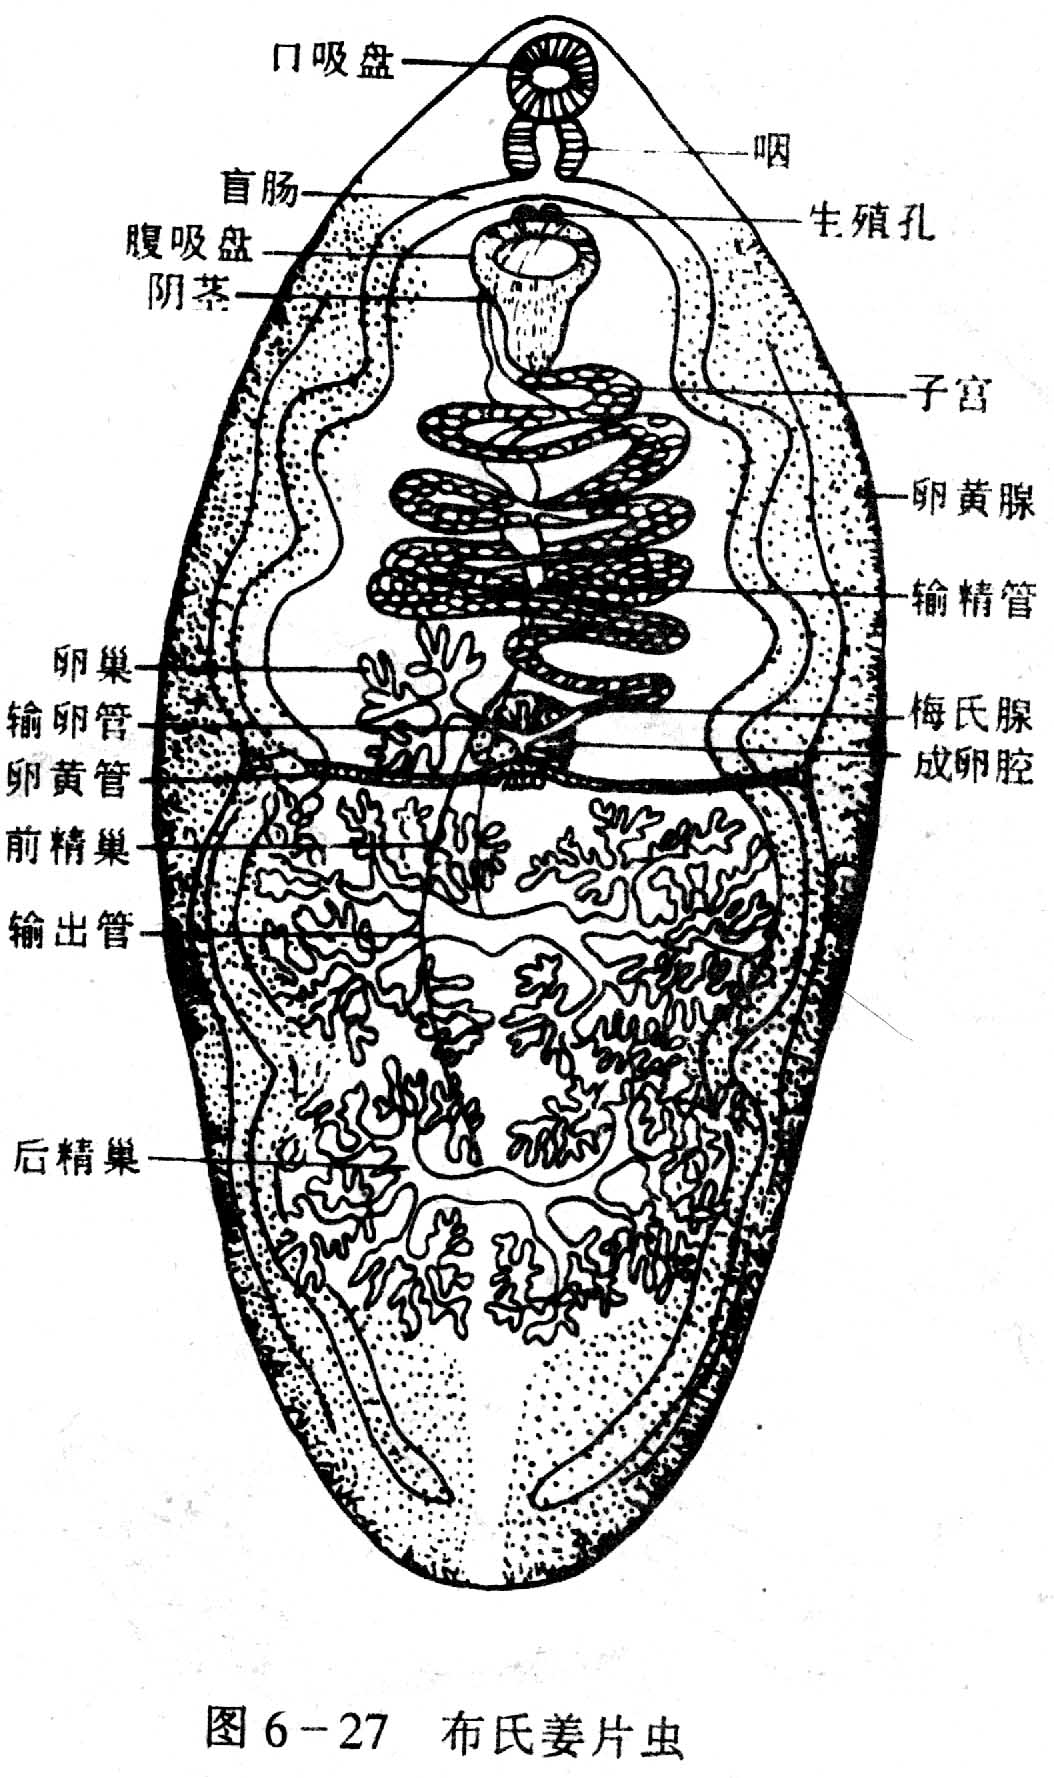 口吸盘
咽
盲肠
生殖孔
腹吸盘
阴茎
子宫
卵黄腺
输精管
卵巢
输卵管
梅氏腺
成卵腔
卵黄管
前精巢
输出管
后精巢
图 6-27 布氏姜片虫